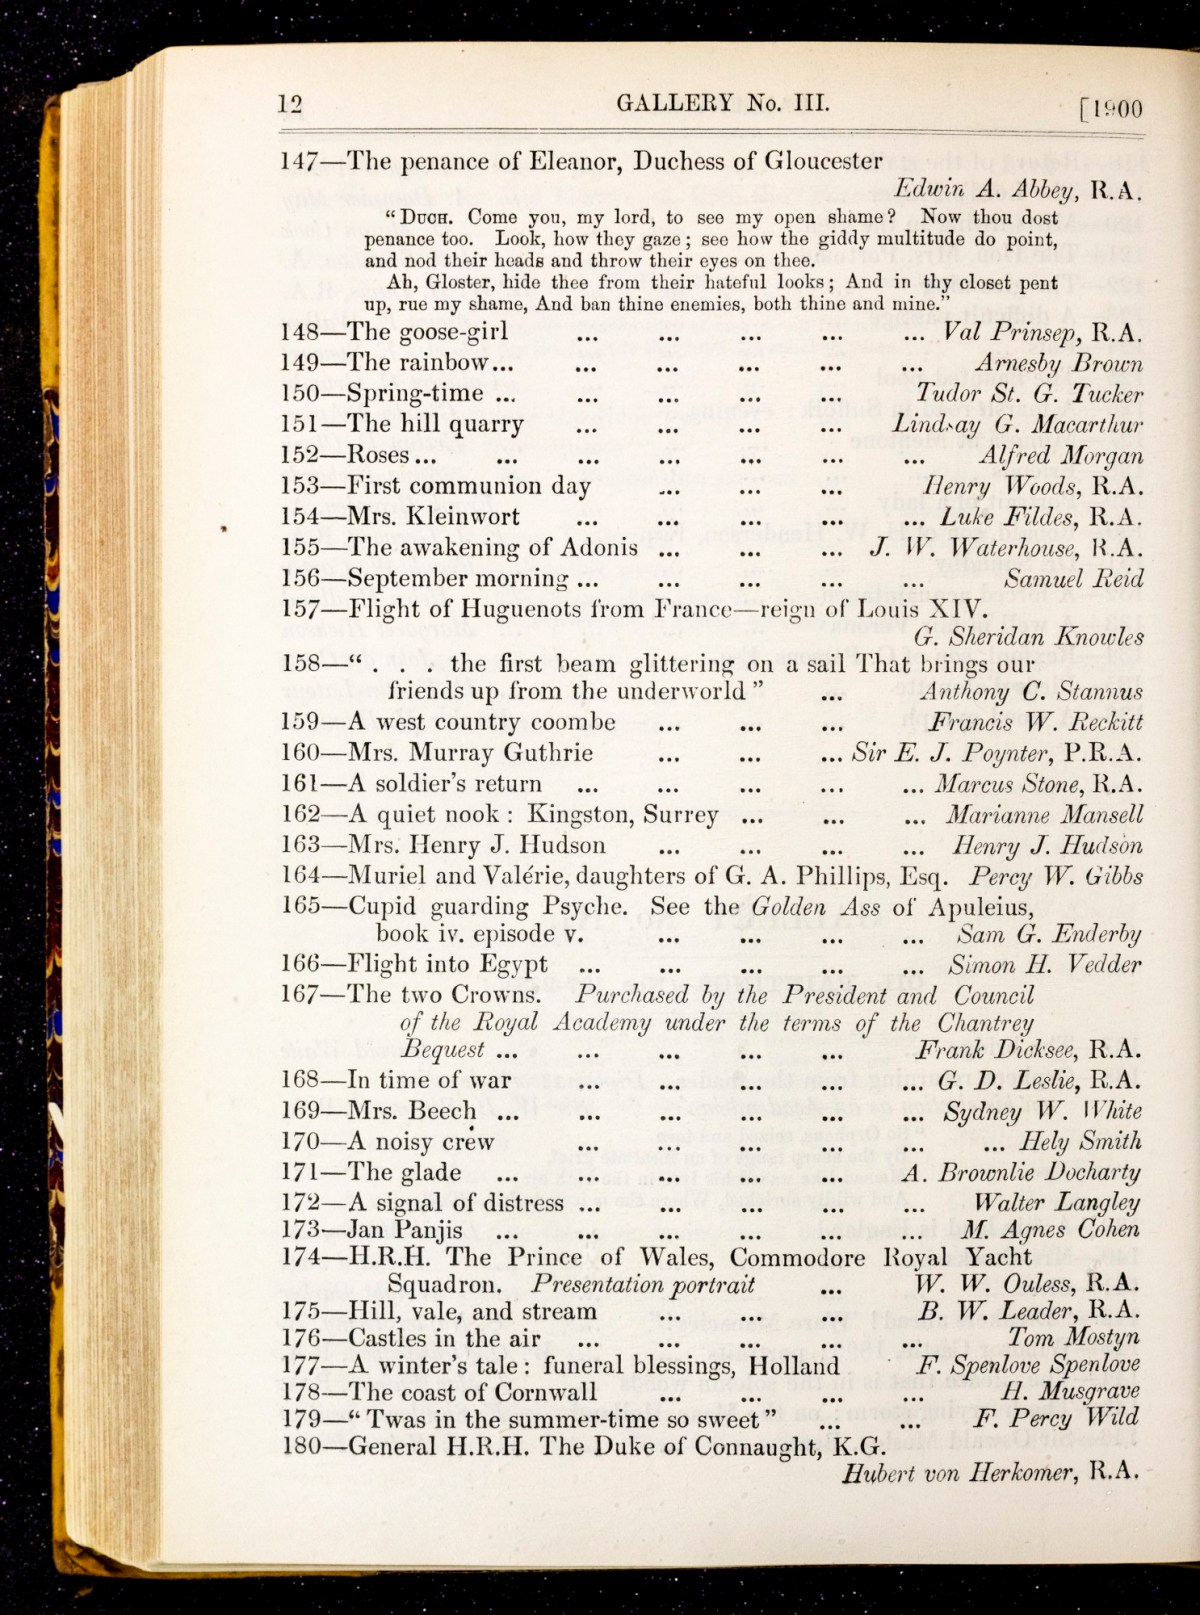 12 GALLERY No. III. [1900
147—The penance of Eleanor, Duchess of Gloucester
Edwin A. Abbey, R.A.
“DUCH. Come you, my lord, to see my open shame? Now thou dost
penance too. Look, how they gaze; see how the giddy multitude do point,
and nod their heads and throw their eyes on thee.
Ah, Gloster, hide thee from their hateful looks; And in thy closet pent
up, rue my shame, And ban thine enemies, both thine and mine.”
148—The goose-girl ... ... ... ... ... Val Prinsep, R.A.
149—The rainbow... ... ... ... ... ... Arnesby Brown
150—Spring-time ... ... ... ... ... Tudor St. G. Tucker
151—The hill quarry ... ... ... ... Lindsay G. Macarthur
152—Roses... ... ... ... ... ... ... Alfred Morgan
153—First communion day ... ... ... Henry Woods, R.A.
154—Mrs. Kleinwort ... ... ... ... ... Luke Fildes, R.A.
155—The awakening of Adonis ... ... ... J. W. Waterhouse, R.A.
156—September morning ... ... ... ... ... Samuel Reid
157—Flight of Huguenots from France—reign of Louis XIV.
G. Sheridan Knowles
158—“ . . . the first beam glittering on a sail That brings our
friends up from the underworld” ... Anthony C. Stannus
159—A west country coombe ... ... ... Francis W. Reckitt
160—Mrs. Murray Guthrie ... ... ... Sir E. J. Poynter, P.R.A.
161—A soldier’s return ... ... ... ... ... Marcus Stone, R.A.
162—A quiet nook : Kingston, Surrey ... ... ... Marianne Mansell
163—Mrs. Henry J. Hudson ... ... ... ... Henry J. Hudson
164—Muriel and Valérie, daughters of G. A. Phillips, Esq. Percy W. Gibbs
165—Cupid guarding Psyche. See the Golden Ass of Apuleius,
book iv. episode v. ... ... ... ... Sam G. Enderby
166—Flight into Egypt ... ... ... ... ... Simon H. Vedder
167—The two Crowns. Purchased by the President and Council
of the Royal Academy under the terms of the Chantrey
Bequest ... ... ... ... ... Frank Dicksee, R.A.
168—In time of war ... ... ... ... ... G. D. Leslie, R.A.
169—Mrs. Beech ... ... ... ... ... ... Sydney W. White
170—A noisy crew ... ... ... ... ... ... Hely Smith
171—The glade ... ... ... ... ... A. Brownlie Docharty
172—A signal of distress ... ... ... ... ... Walter Langley
173—Jan Panjis ... ... ... ... ... ... M. Agnes Cohen
174—H.R.H. The Prince of Wales, Commodore Royal Yacht
Squadron. Presentation portrait ... W. W. Ouless, R.A.
175—Hill, vale, and stream ... ... B. W. Leader, R.A.
176—Castles in the air ... ... ... ... ... Tom Mostyn
177—A winter’s tale : funeral blessings, Holland F. Spenlove Spenlove
178—The coast of Cornwall ... ... ... ... H. Musgrave
179—“Twas in the summer-time so sweet” ... ... F. Percy Wild
180—General H.R.H. The Duke of Connaught, K.G.
Hubert von Herkomer, R.A.